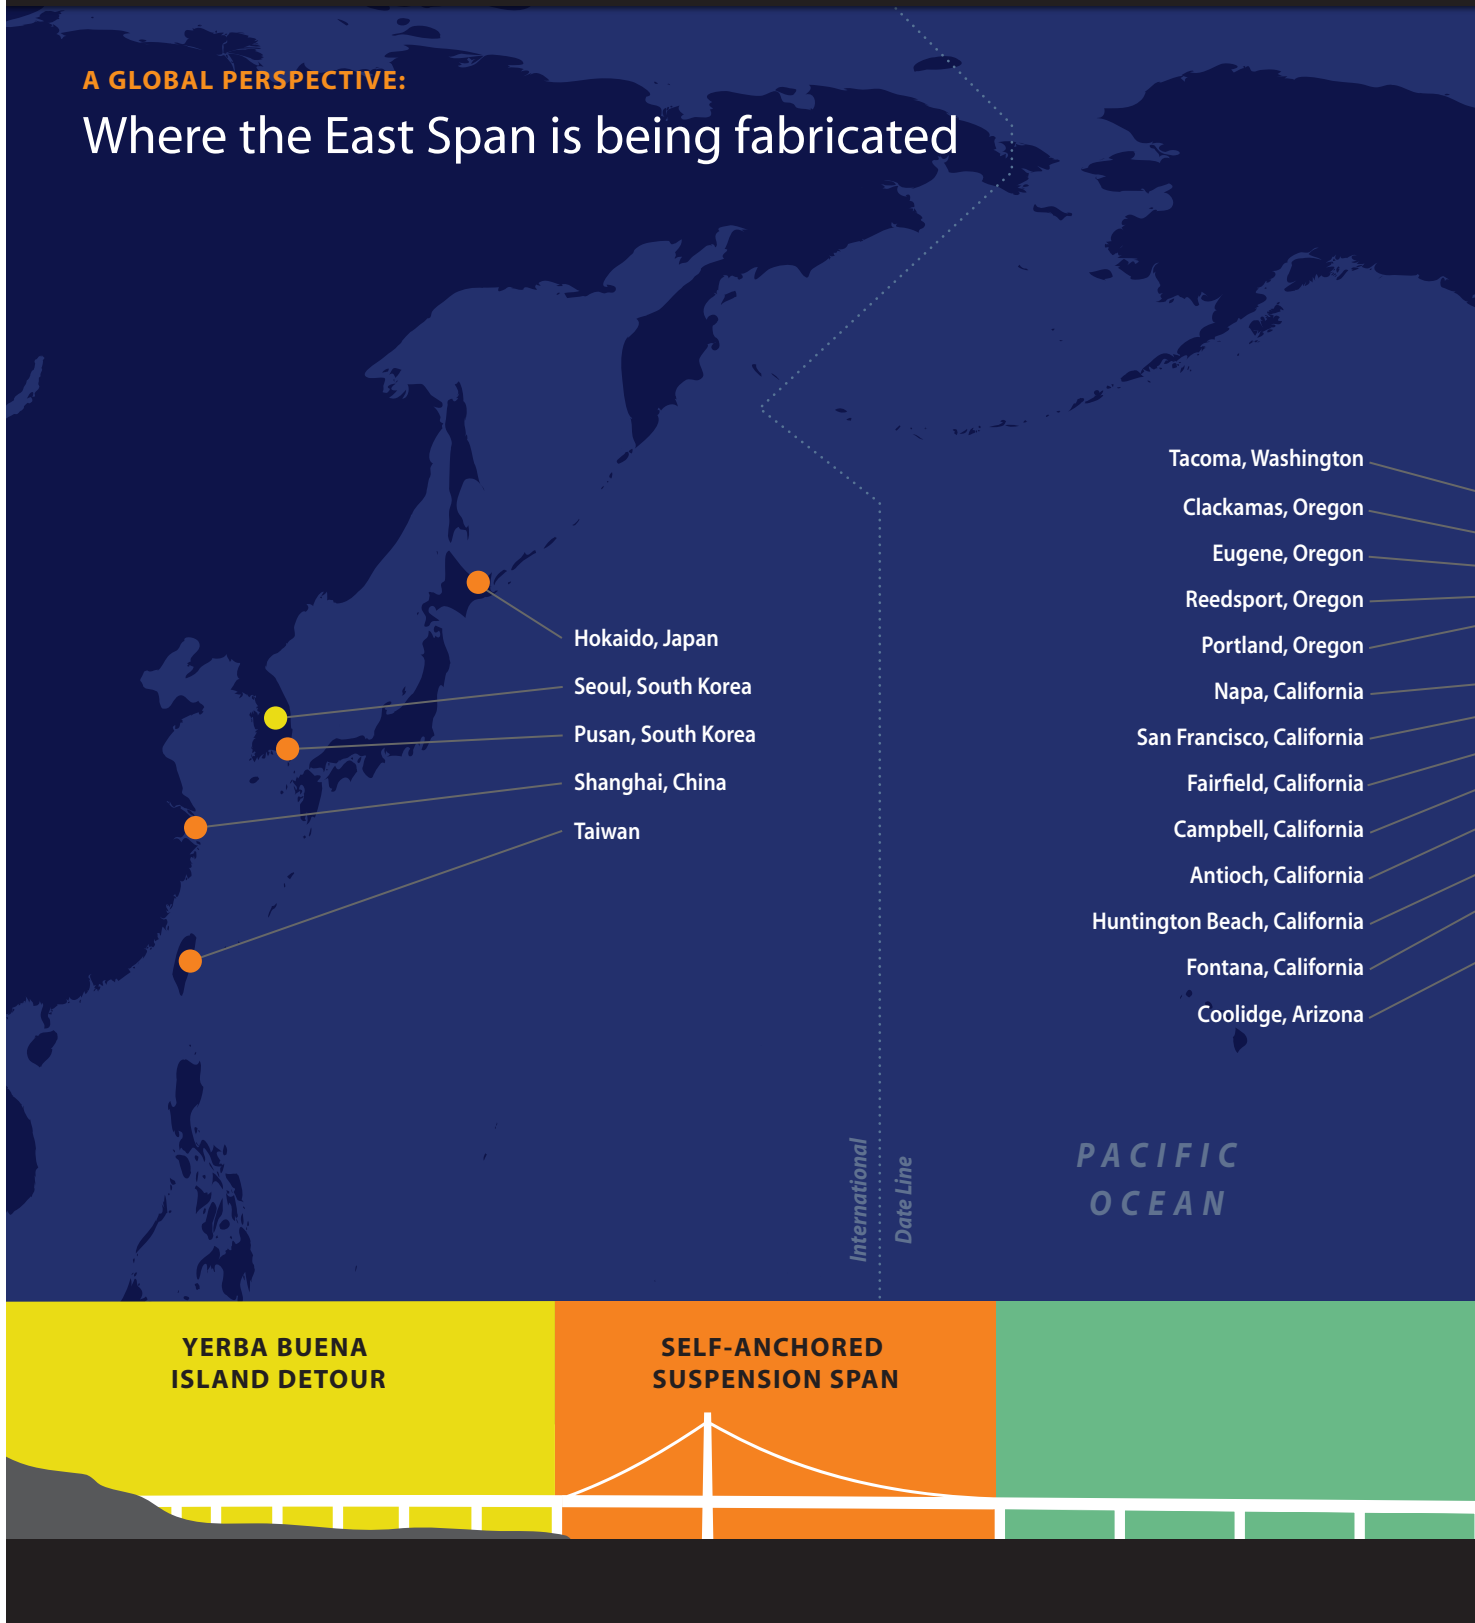 A GLOBAL PERSPECTIVE:
Where the East Span is being fabricated
Hokaido, Japan
Seoul, South Korea
Pusan, South Korea
Shanghai, China
Taiwan
Tacoma, Washington
Clackamas, Oregon
Eugene, Oregon
Reedsport, Oregon
Portland, Oregon
Napa, California
San Francisco, California
Fairfield, California
Campbell, California
Antioch, California
Huntington Beach, California
Fontana, California
Coolidge, Arizona
International
Date Line
PACIFIC
OCEAN
YERBA BUENA
ISLAND DETOUR
SELF-ANCHORED
SUSPENSION SPAN